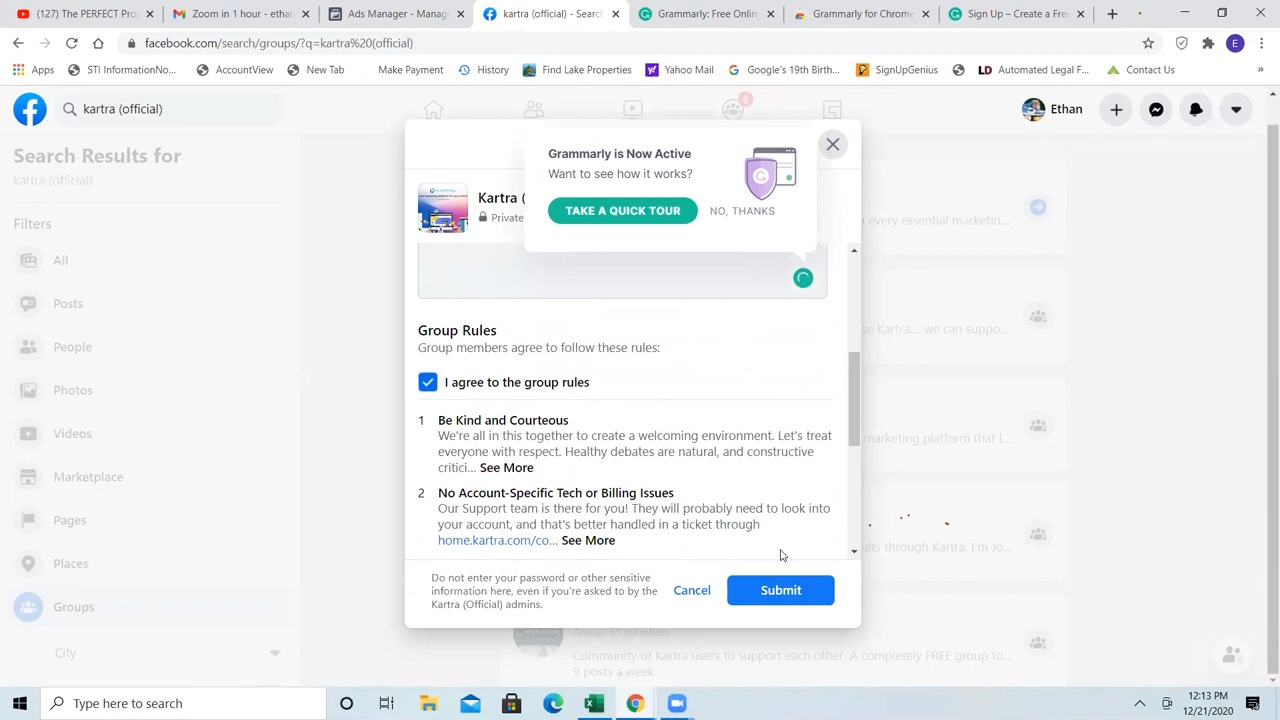 (127) The PERFECT Pro
Zoom in 1 hour - ethan
Ads Manager - Manag
kartra (official) - Searc
Grammarly: Free Onlin
Grammarly for Chrome
Sign Up – Create a Free
facebook.com/search/groups/?q=kartra%20(official)
E
Apps
STI InformationNo...
AccountView
New Tab
Make Payment
History
Find Lake Properties
Yahoo Mail
Google's 19th Birth...
SignUpGenius
LD Automated Legal F...
Contact Us
»
kartra (official)
3
Ethan
Search Results for
kartra (official)
Filters
All
Posts
People
Photos
Videos
Marketplace
Pages
Places
Groups
City
Grammarly is Now Active
Want to see how it works?
TAKE A QUICK TOUR
NO, THANKS
Kartra (
Private
Group Rules
Group members agree to follow these rules:
I agree to the group rules
1 Be Kind and Courteous
We're all in this together to create a welcoming environment. Let's treat
everyone with respect. Healthy debates are natural, and constructive
critici... See More
2 No Account-Specific Tech or Billing Issues
Our Support team is there for you! They will probably need to look into
your account, and that's better handled in a ticket through
home.kartra.com/co... See More
Do not enter your password or other sensitive
information here, even if you're asked to by the
Kartra (Official) admins.
Cancel
Submit
every essential marketin...
se Kartra... we can suppo...
marketing platform that I...
ults through Kartra. I'm Jo...
Group · 61 members
Community of Kartra users to support each other. A completely FREE group to...
9 posts a week
Type here to search
12:13 PM
12/21/2020